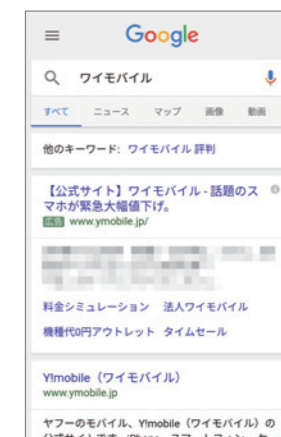 Google
ワイモバイル
すべて ニュース マップ 画像 動画
他のキーワード: ワイモバイル 評判
【公式サイト】ワイモバイル - 話題のス
マホが緊急大幅値下げ。
広告 www.ymobile.jp/
料金シミュレーション 法人ワイモバイル
機種代0円アウトレット タイムセール
Y!mobile（ワイモバイル）
www.ymobile.jp
ヤフーのモバイル、Y!mobile（ワイモバイル）の